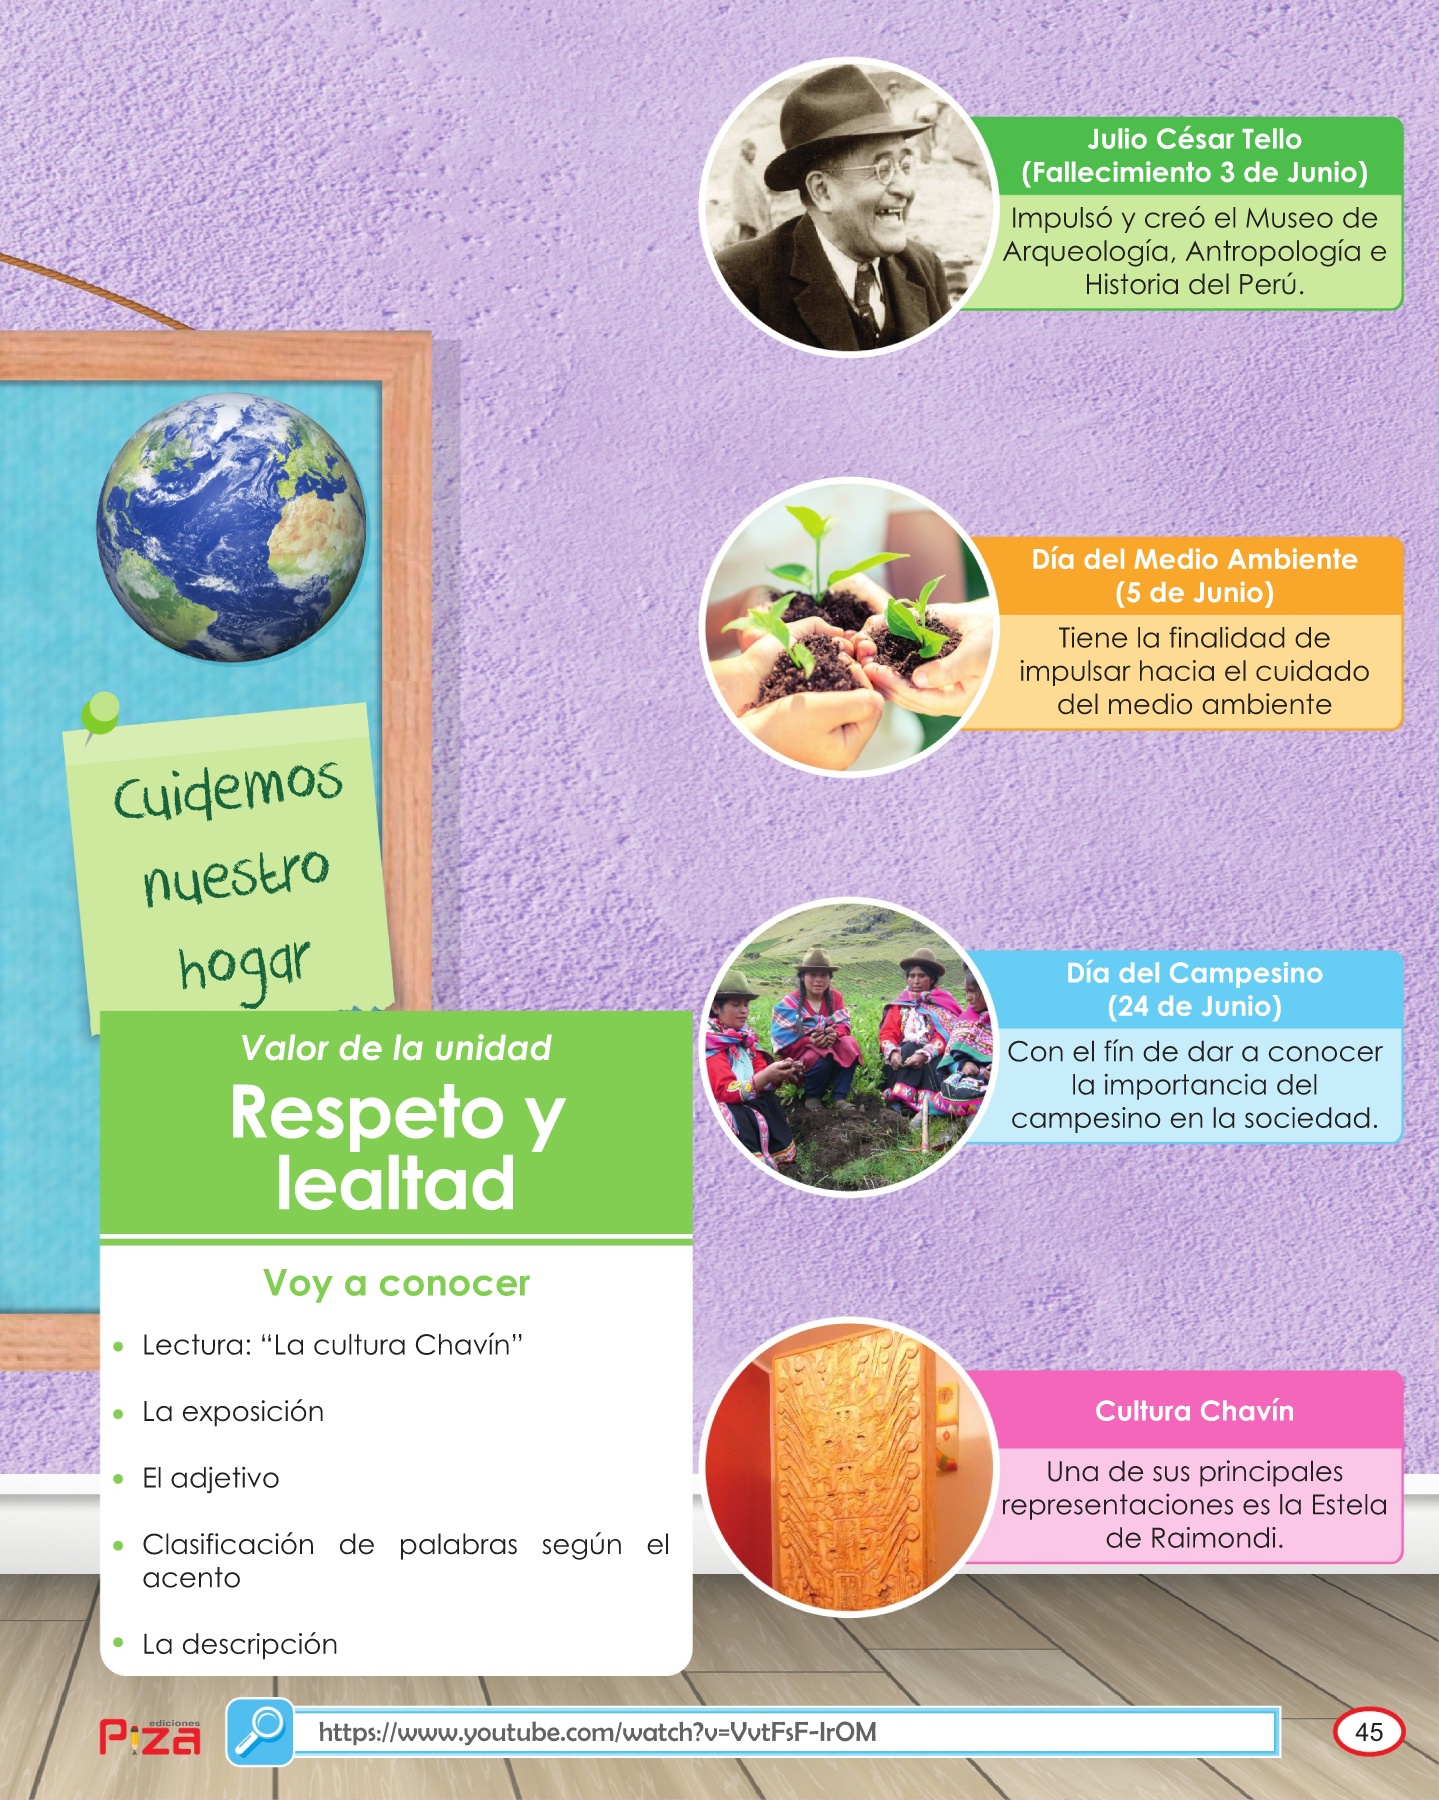 Julio César Tello
(Fallecimiento 3 de Junio)
Impulsó y creó el Museo de
Arqueología, Antropología e
Historia del Perú.
Día del Medio Ambiente
(5 de Junio)
Tiene la finalidad de
impulsar hacia el cuidado
del medio ambiente
Cuidemos
nuestro
hogar
Día del Campesino
(24 de Junio)
Con el fín de dar a conocer
la importancia del
campesino en la sociedad.
Valor de la unidad
Respeto y
lealtad
Voy a conocer
• Lectura: “La cultura Chavín”
• La exposición
• El adjetivo
• Clasificación de palabras según el
acento
• La descripción
Cultura Chavín
Una de sus principales
representaciones es la Estela
de Raimondi.
ediciones
Piza
https://www.youtube.com/watch?v=VvtFsF-IrOM
45